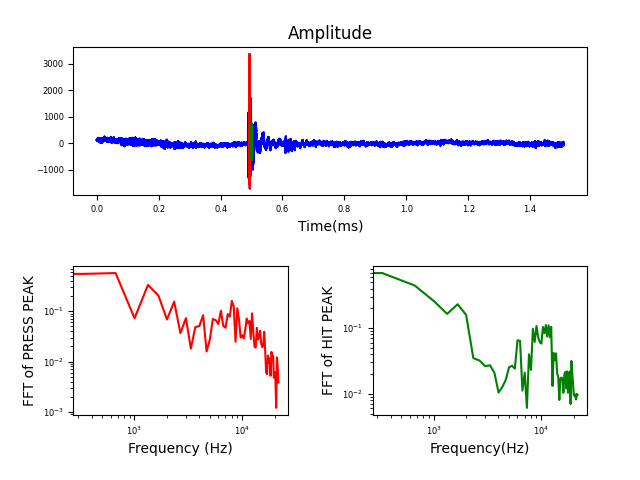 Amplitude
3000
2000
1000
0
−1000
0.0 0.2 0.4 0.6 0.8 1.0 1.2 1.4
Time(ms)
FFT of PRESS PEAK
10⁻¹
10⁻²
10⁻³
10³ 10⁴
Frequency (Hz)
FFT of HIT PEAK
10⁻¹
10⁻²
10³ 10⁴
Frequency(Hz)